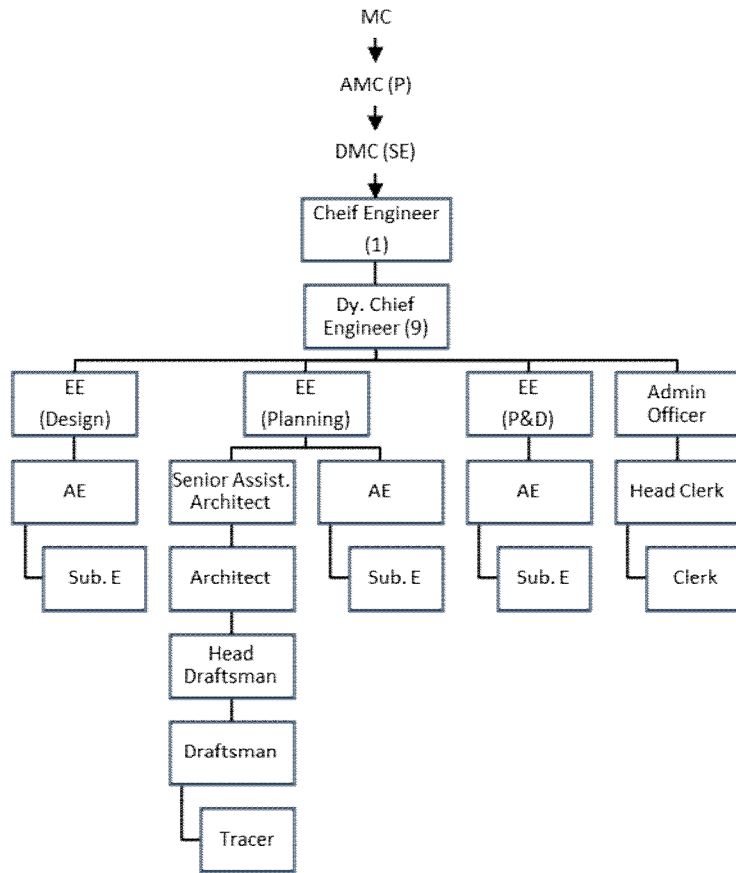 MC
AMC (P)
DMC (SE)
Cheif Engineer
(1)
Dy. Chief
Engineer (9)
EE
(Design)
EE
(Planning)
EE
(P&D)
Admin
Officer
AE
Senior Assist.
Architect
AE
AE
Head Clerk
Sub. E
Architect
Sub. E
Sub. E
Clerk
Head
Draftsman
Draftsman
Tracer